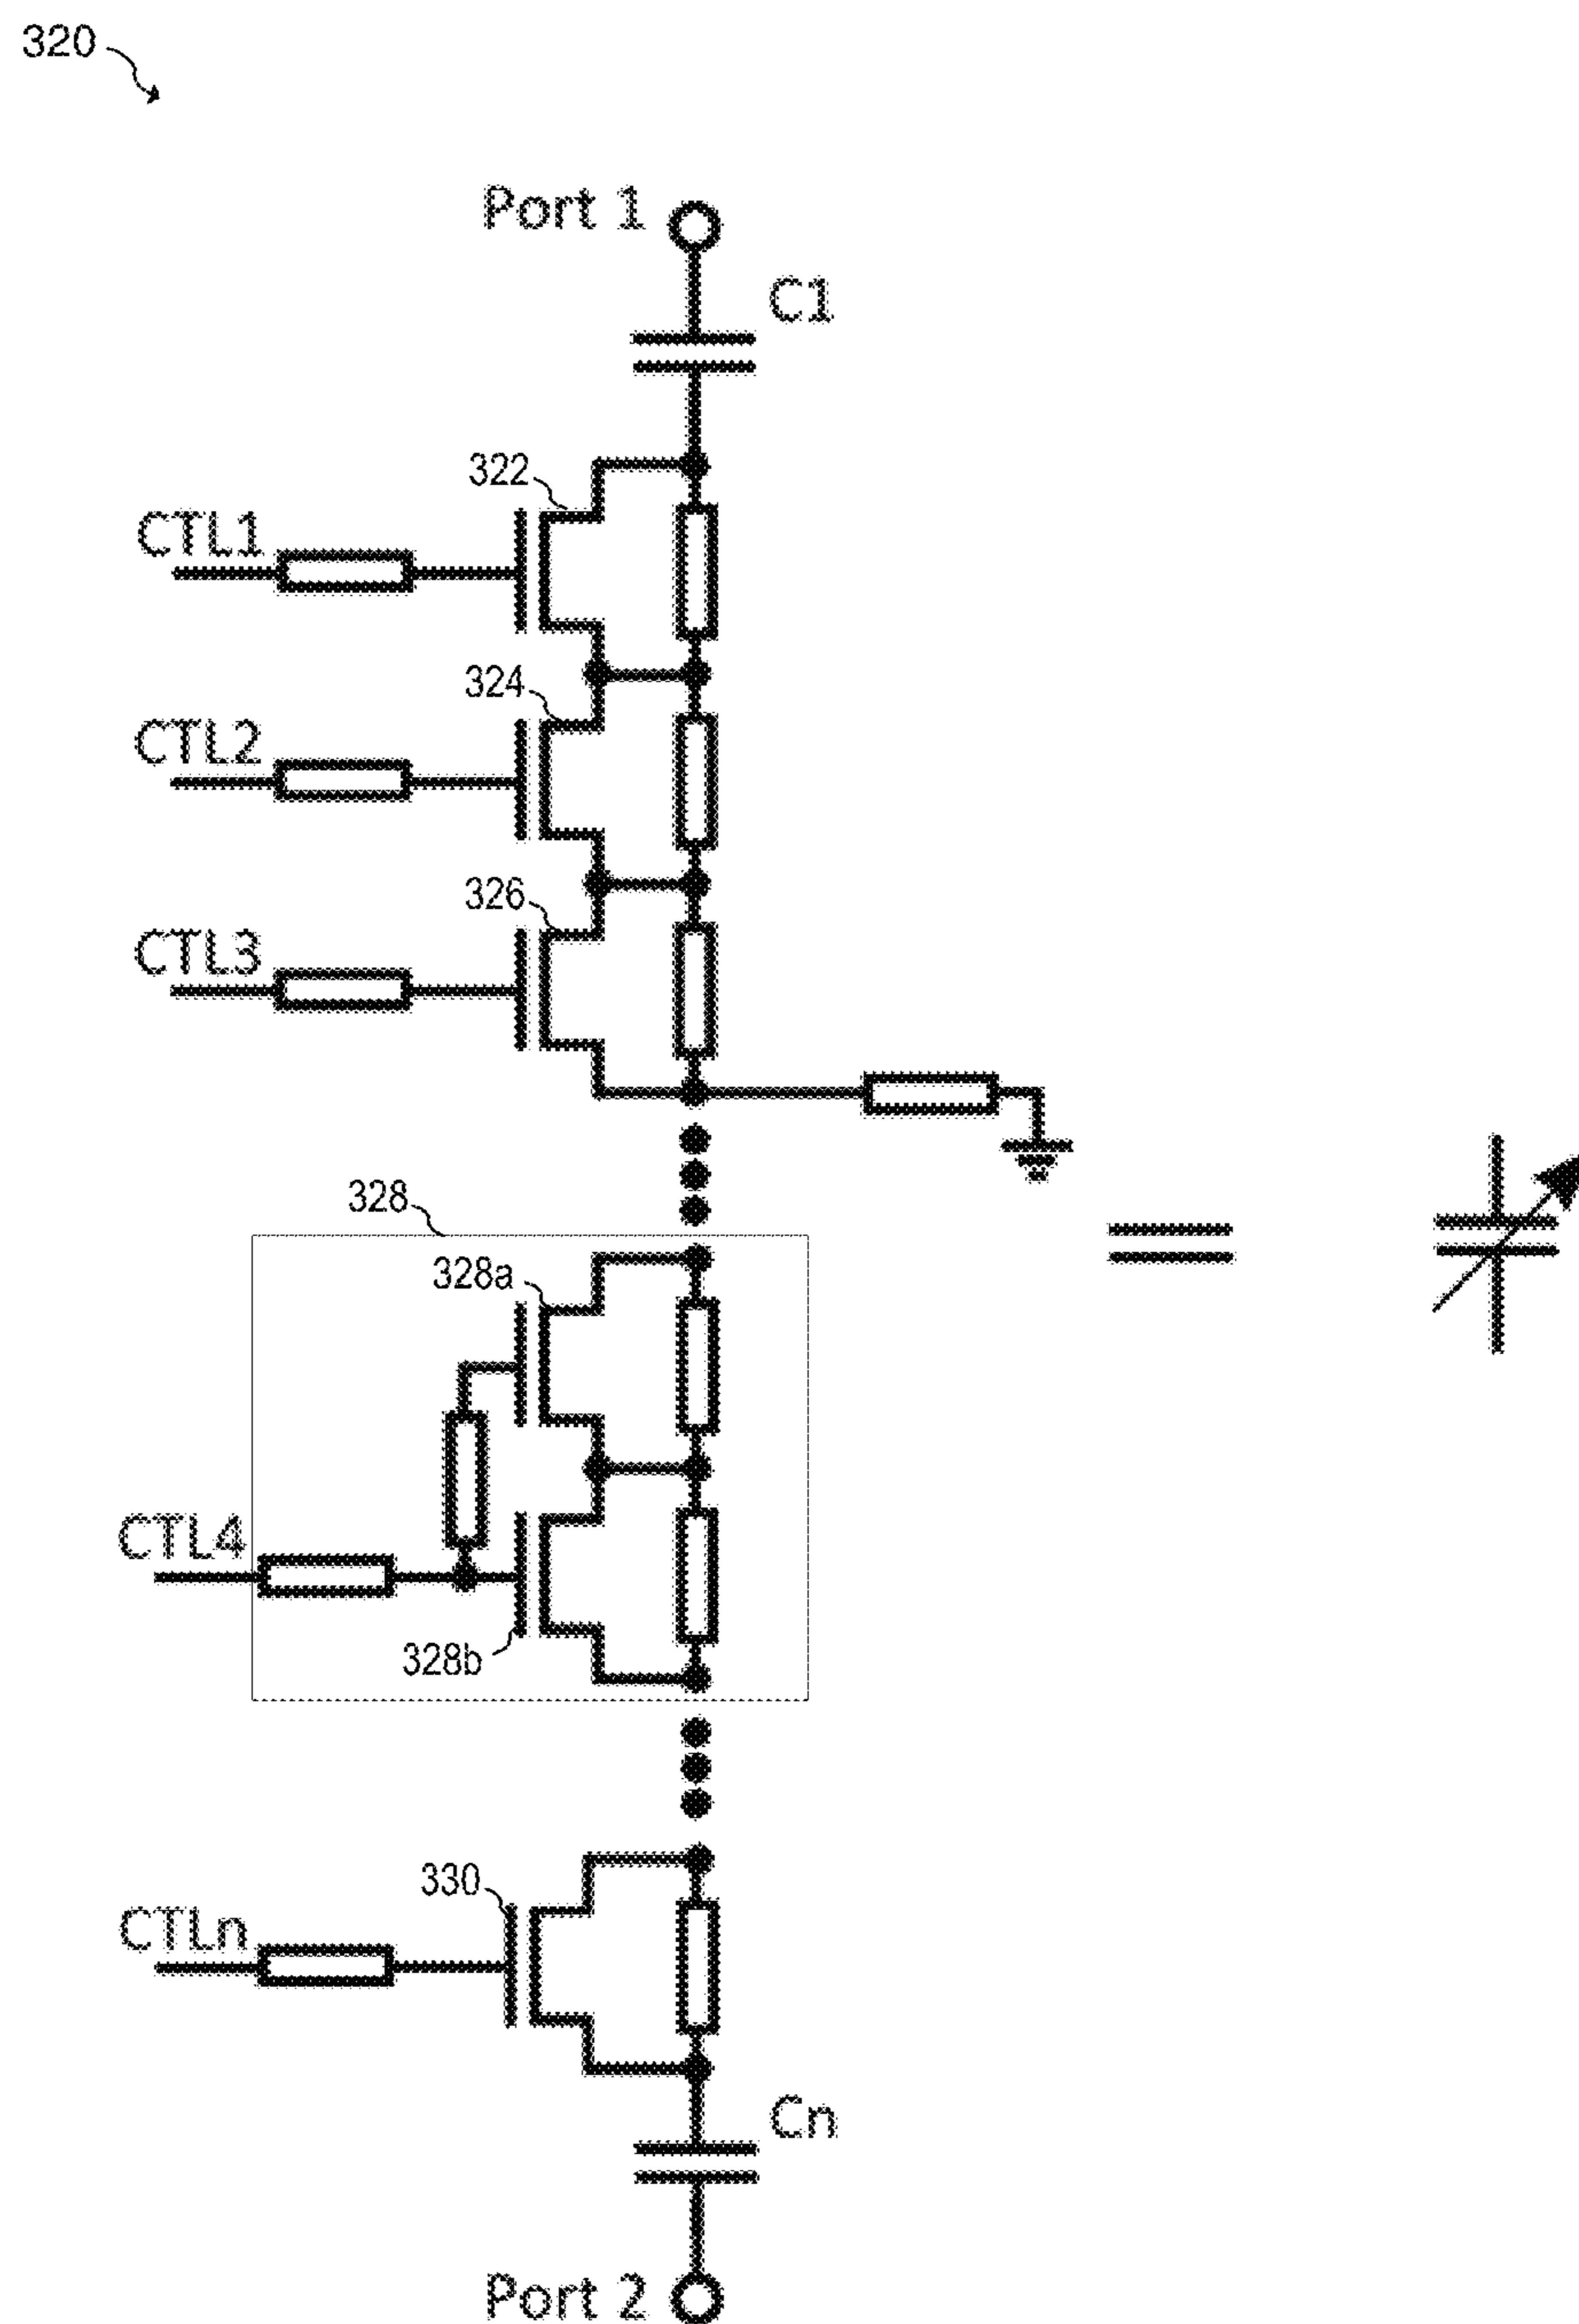 320
Port 1
C1
322
CTL1
324
CTL2
326
CTL3
328
328a
CTL4
328b
330
CTLn
Cn
Port 2